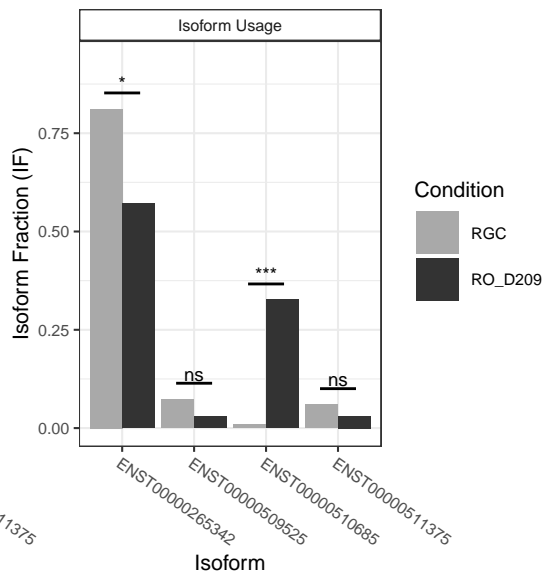 Isoform Usage
Isoform Fraction (IF)
0.75
0.50
0.25
0.00
*
ns
***
ns
Condition
RGC
RO_D209
ENST00000265342
ENST00000509525
ENST00000510685
ENST00000511375
11375
Isoform